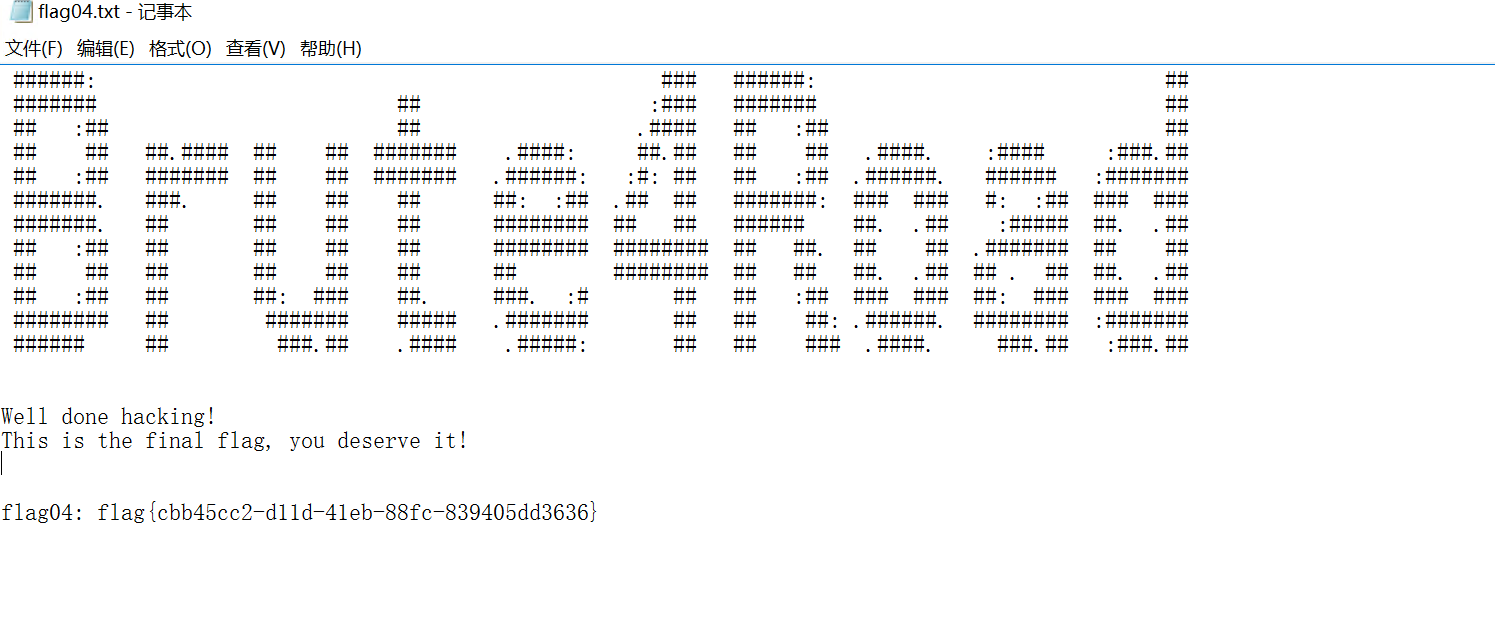 flag04.txt - 记事本
文件(F) 编辑(E) 格式(O) 查看(V) 帮助(H)
Brute4Road
Well done hacking!
This is the final flag, you deserve it!
flag04: flag{cbb45cc2-d11d-41eb-88fc-839405dd3636}